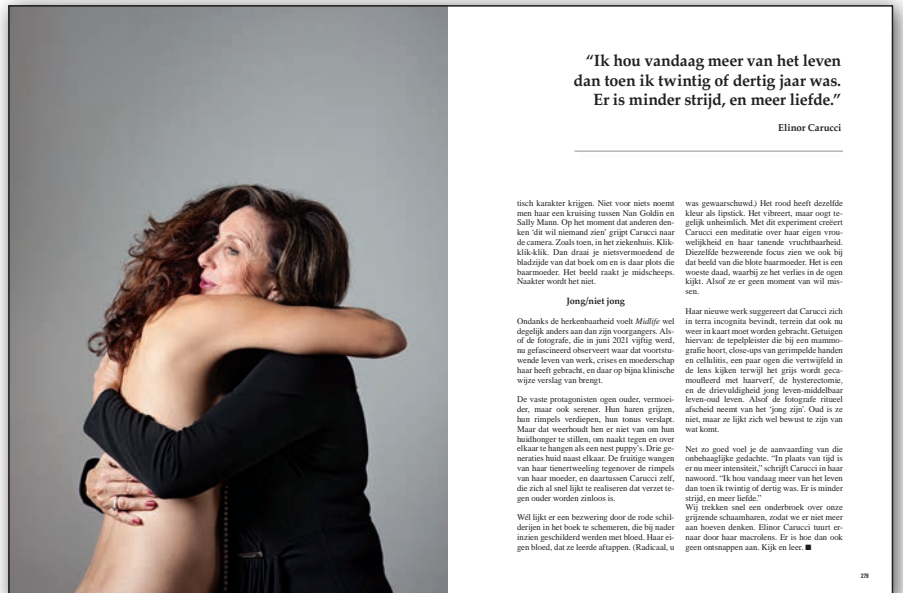 “Ik hou vandaag meer van het leven
dan toen ik twintig of dertig jaar was.
Er is minder strijd, en meer liefde.”
Elinor Carucci
tisch karakter krijgen. Niet voor niets noemt
men haar een kruising tussen Nan Goldin en
Sally Mann. Op het moment dat anderen den-
ken ‘dit wil niemand zien’ grijpt Carucci naar
de camera. Zoals toen, in het ziekenhuis. Klik-
klik-klik. Dan draai je nietsvermoedend de
bladzijde van dat boek om en is daar plots die
baarmoeder. Het beeld raakt je midscheeps.
Naakter wordt het niet.
Jong/niet jong
Ondanks de herkenbaarheid voelt Midlife wel
degelijk anders aan dan zijn voorgangers. Als-
of de fotografe, die in juni 2021 vijftig werd,
nu gefascineerd observeert waar dat voortstu-
wende leven van werk, crises en moederschap
haar heeft gebracht, en daar op bijna klinische
wijze verslag van brengt.
De vaste protagonisten ogen ouder, vermoei-
der, maar ook serener. Hun haren grijzen,
hun rimpels verdiepen, hun tonus verslapt.
Maar dat weerhoudt hen er niet van om hun
huidhonger te stillen, om naakt tegen en over
elkaar te hangen als een nest puppy’s. Drie ge-
neraties huid naast elkaar. De fruitige wangen
van haar tienertweeling tegenover de rimpels
van haar moeder, en daartussen Carucci zelf,
die zich al snel lijkt te realiseren dat verzet te-
gen ouder worden zinloos is.
Wél lijkt er een bezwering door de rode schil-
derijen in het boek te schemeren, die bij nader
inzien geschilderd werden met bloed. Haar ei-
gen bloed, dat ze leerde aftappen. (Radicaal, u
was gewaarschuwd.) Het rood heeft dezelfde
kleur als lipstick. Het vibreert, maar oogt te-
gelijk unheimlich. Met dit experiment creëert
Carucci een meditatie over haar eigen vrou-
welijkheid en haar tanende vruchtbaarheid.
Diezelfde bezwerende focus zien we ook bij
dat beeld van die blote baarmoeder. Het is een
woeste daad, waarbij ze het verlies in de ogen
kijkt. Alsof ze er geen moment van wil mis-
sen.
Haar nieuwe werk suggereert dat Carucci zich
in terra incognita bevindt, terrein dat ook nu
weer in kaart moet worden gebracht. Getuigen
hiervan: de tepelpleister die bij een mammo-
grafie hoort, close-ups van gerimpelde handen
en cellulitis, een paar ogen die vertwijfeld in
de lens kijken terwijl het grijs wordt geca-
moufleerd met haarverf, de hysterectomie,
en de drievuldigheid jong leven-middelbaar
leven-oud leven. Alsof de fotografe ritueel
afscheid neemt van het ‘jong zijn’. Oud is ze
niet, maar ze lijkt zich wel bewust te zijn van
wat komt.
Net zo goed voel je de aanvaarding van die
onbehaaglijke gedachte. “In plaats van tijd is
er nu meer intensiteit,” schrijft Carucci in haar
nawoord. “Ik hou vandaag meer van het leven
dan toen ik twintig of dertig was. Er is minder
strijd, en meer liefde.”
Wij trekken snel een onderbroek over onze
grijzende schaamharen, zodat we er niet meer
aan hoeven denken. Elinor Carucci tuurt er-
naar door haar macrolens. Er is hoe dan ook
geen ontsnappen aan. Kijk en leer. ■
279